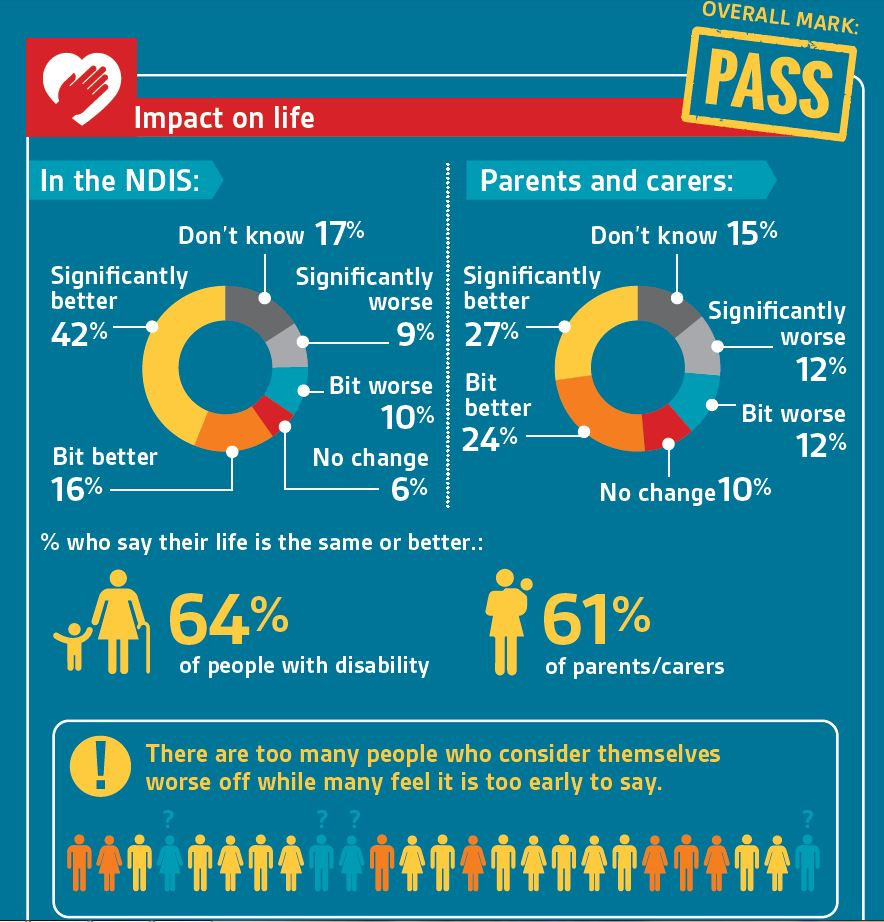 OVERALL MARK:
PASS
Impact on life
In the NDIS:
Don't know 17%
Significantly
better
42%
Significantly
worse
9%
Bit worse
10%
Bit better
16%
No change
6%
Parents and carers:
Don't know 15%
Significantly
better
27%
Significantly
worse
12%
Bit
better
24%
Bit worse
12%
No change 10%
% who say their life is the same or better.:
64%
of people with disability
61%
of parents/carers
!
There are too many people who consider themselves
worse off while many feel it is too early to say.
? ? ? ?